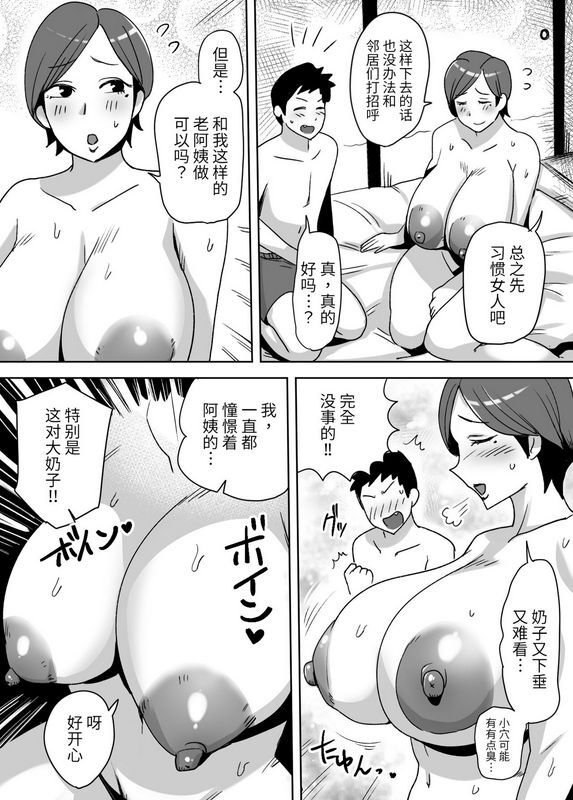 这样下去的话
也没办法和
邻居们打招呼
总之先
习惯女人吧
真，真的
好吗…？
但是…
和我这样的
老阿姨做
可以吗？
完全
没事的!!
グッ
奶子又下垂
又难看…
小穴可能
有有点臭…
たゆん〜
我，
一直都
憧憬着
阿姨的…
特别是
这对大奶子!!
ボイン♥
ボイン♥
呀
好开心